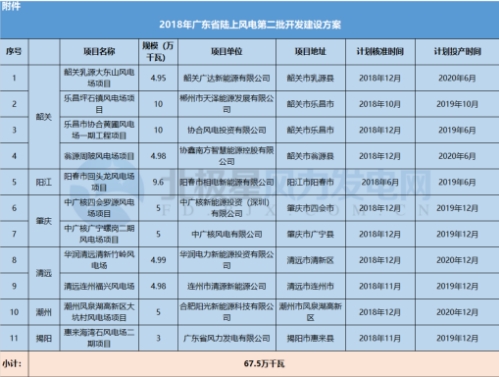 附件
2018年广东省陆上风电第二批开发建设方案
序号 项目名称 规模（万千瓦） 项目单位 项目地址 计划核准时间 计划投产时间
1 韶关 韶关乳源大东山风电场项目 4.95 韶关广达新能源有限公司 韶关市乳源县 2018年12月 2020年6月
2 乐昌坪石镇风电场项目 10 郴州市天泽能源发展有限公司 韶关市乐昌市 2018年10月 2019年10月
3 乐昌市协合黄圃风电场一期工程项目 10 协合风电投资有限公司 韶关市乐昌市 2018年10月 2019年6月
4 翁源 风电场项目 4.98 协鑫南方智慧能源控股有限公司 韶关市翁源县 2018年12月 2020年6月
5 阳江 阳春市回头龙风电场项目 9.6 阳春市 新能源有限公司 阳江市阳春市 2018年6月 2019年6月
6 肇庆 中广核四会罗源风电场项目 5 中广核新能源投资（深圳）有限公司 肇庆市四会市 2018年12月 2019年12月
7 中广核广宁螺岗二期风电场项目 5 中广核风电有限公司 肇庆市广宁县 2018年12月 2019年12月
8 清远 华润清远清新竹岭风电场 4.99 华润电力新能源投资有限公司 清远市清新区 2018年12月 2020年12月
9 清远连州福兴风电场 4.98 连州市清源新能源公司 清远市连州市 2018年11月 2019年12月
10 潮州 潮州凤泉湖高新区大坑村风电场项目 5 合肥阳光新能源科技有限公司 潮州市凤泉湖高新区 2018年12月 2020年12月
11 揭阳 惠来海湾石风电场二期项目 3 广东省风力发电有限公司 揭阳市惠来县 2018年11月 2019年12月
小计： 67.5万千瓦
北极星风力发电网